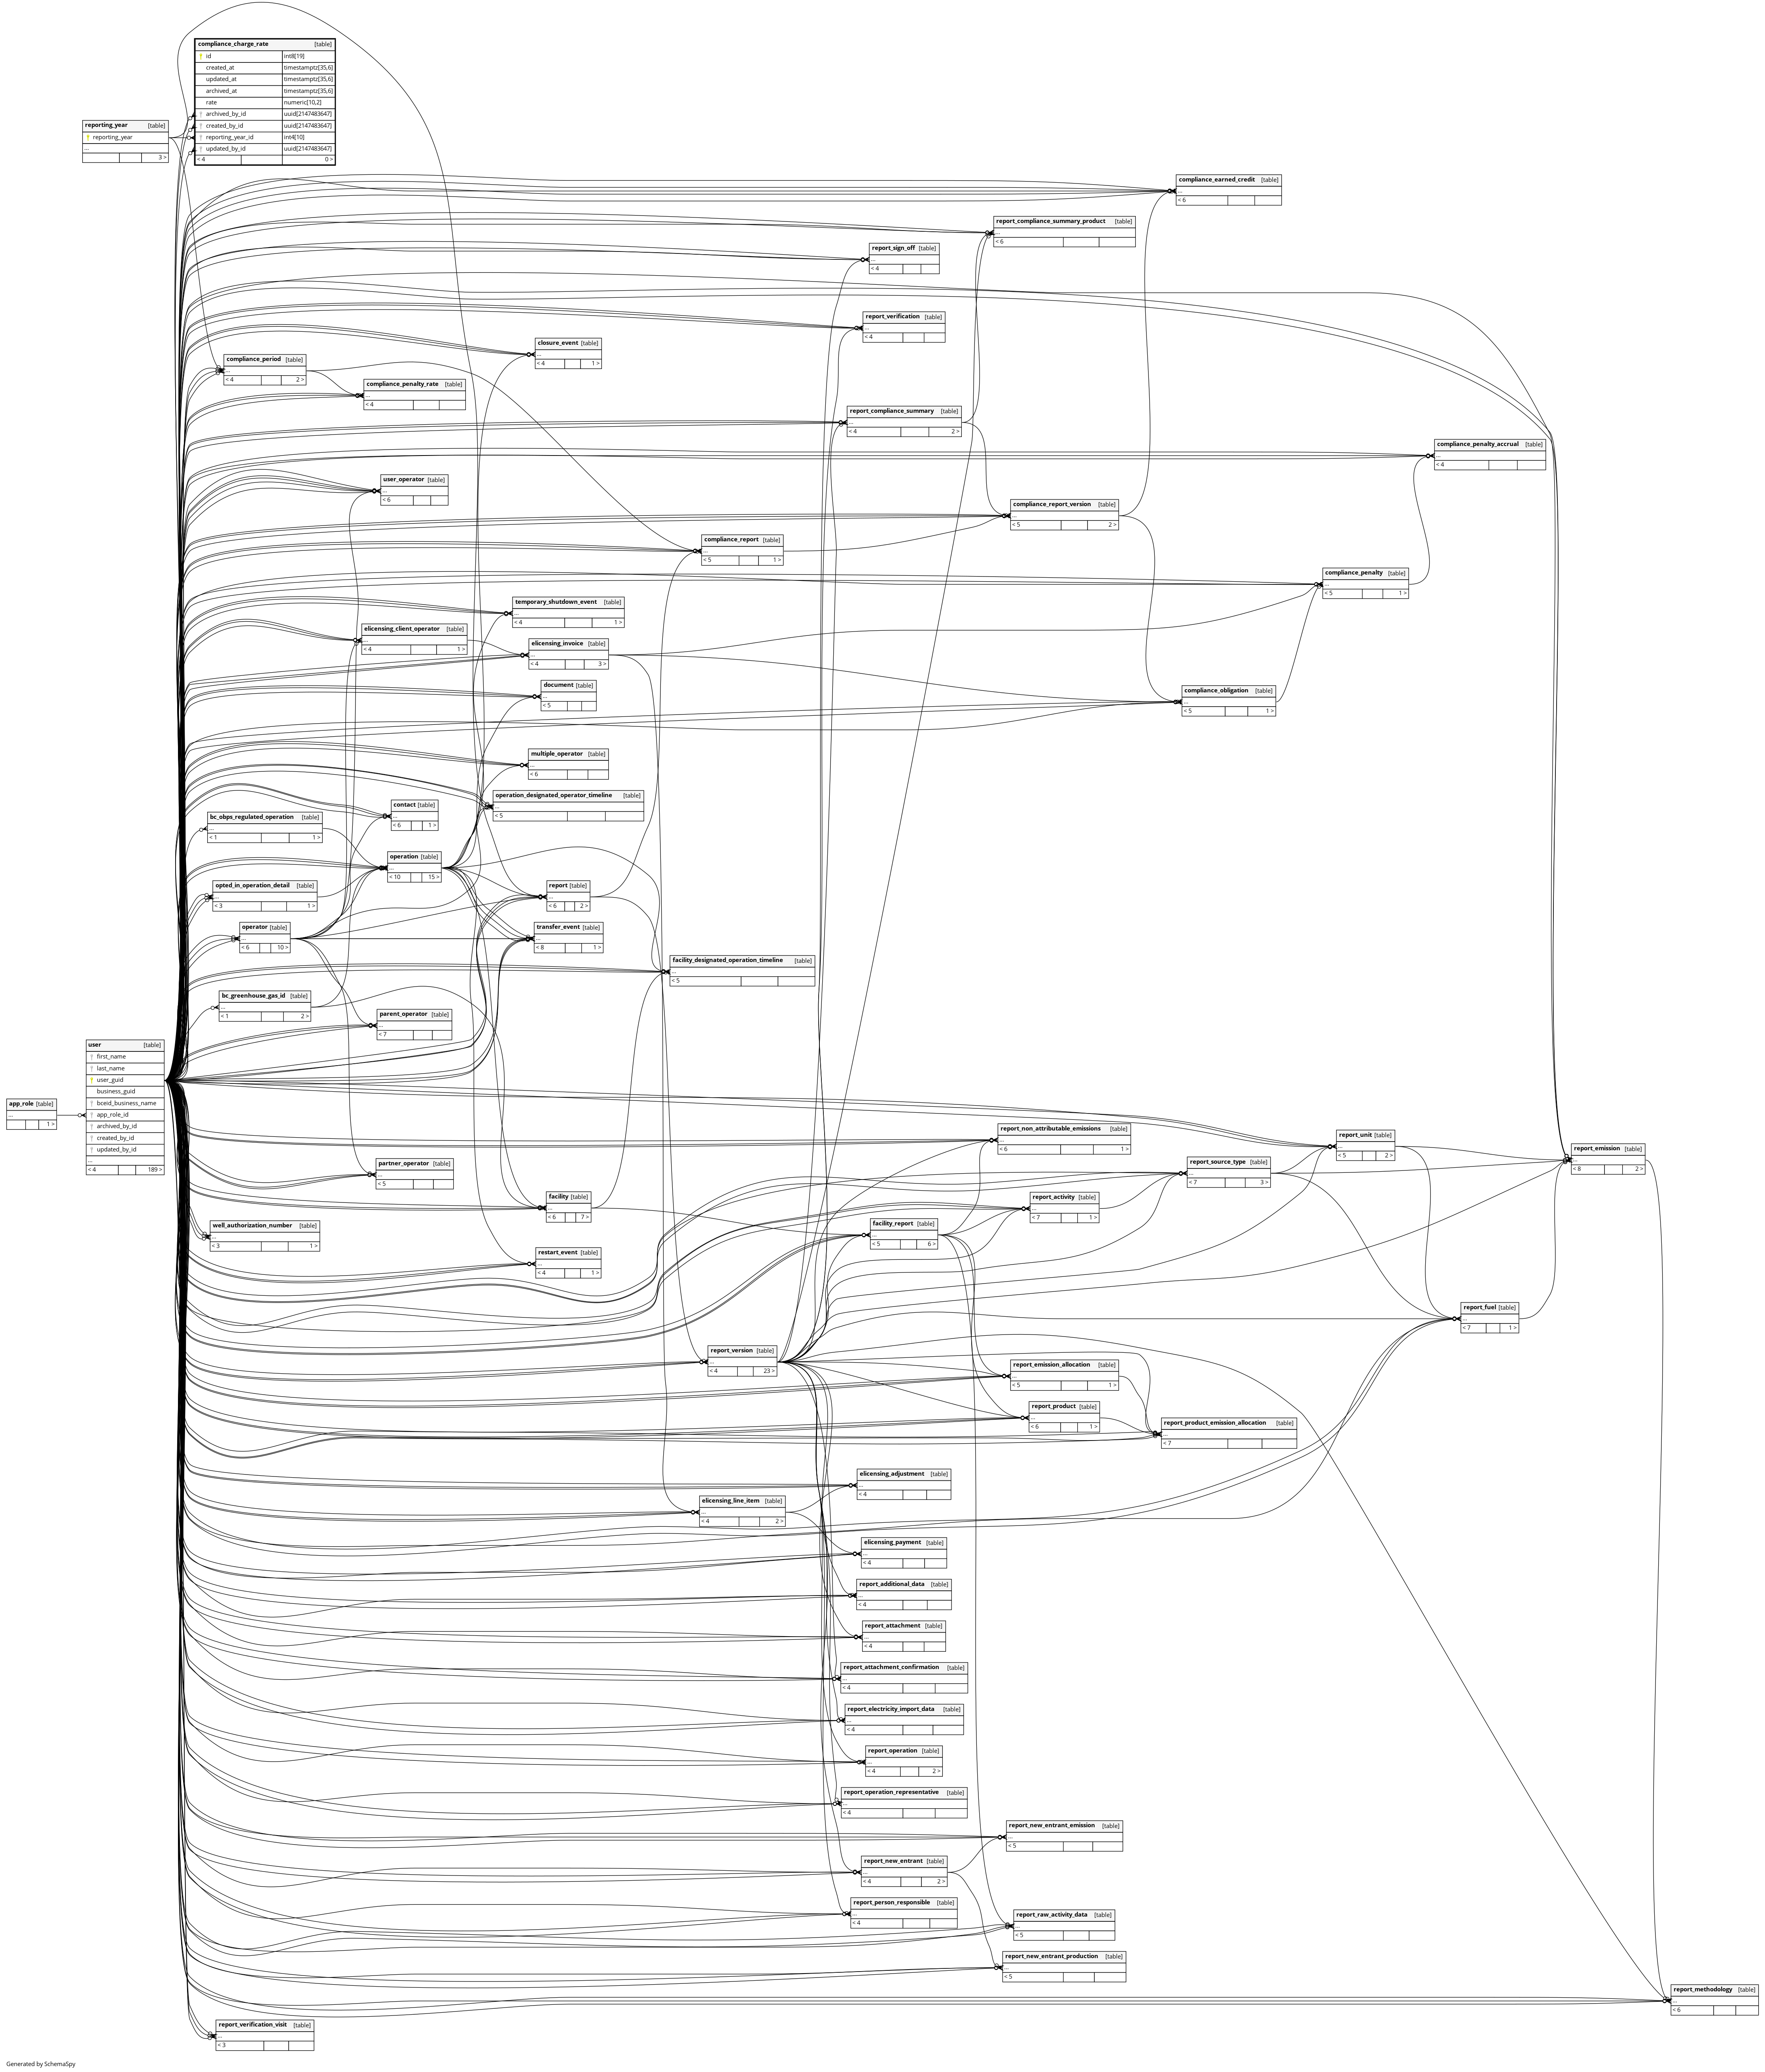 compliance_charge_rate [table]
id int8[19]
created_at timestamptz[35,6]
updated_at timestamptz[35,6]
archived_at timestamptz[35,6]
rate numeric[10,2]
archived_by_id uuid[2147483647]
created_by_id uuid[2147483647]
reporting_year_id int4[10]
updated_by_id uuid[2147483647]
< 4 0 >
reporting_year [table]
reporting_year
...
3 >
compliance_earned_credit [table]
...
< 6
report_compliance_summary_product [table]
...
< 6
report_sign_off [table]
...
< 4
report_verification [table]
...
< 4
closure_event [table]
...
< 4 1 >
compliance_period [table]
...
< 4 2 >
compliance_penalty_rate [table]
...
< 4
report_compliance_summary [table]
...
< 4 2 >
compliance_penalty_accrual [table]
...
< 4
user_operator [table]
...
< 6
compliance_report_version [table]
...
< 5 2 >
compliance_report [table]
...
< 5 1 >
compliance_penalty [table]
...
< 5 1 >
temporary_shutdown_event [table]
...
< 4 1 >
elicensing_client_operator [table]
...
< 4 1 >
elicensing_invoice [table]
...
< 4 3 >
document [table]
...
< 5
compliance_obligation [table]
...
< 5 1 >
multiple_operator [table]
...
< 6
operation_designated_operator_timeline [table]
...
< 5
contact [table]
...
< 6 1 >
bc_obps_regulated_operation [table]
...
< 1 1 >
operation [table]
...
< 10 15 >
opted_in_operation_detail [table]
...
< 3 1 >
report [table]
...
< 6 2 >
operator [table]
...
< 6 10 >
transfer_event [table]
...
< 8 1 >
facility_designated_operation_timeline [table]
...
< 5
bc_greenhouse_gas_id [table]
...
< 1 2 >
parent_operator [table]
...
< 7
user [table]
first_name
last_name
user_guid
business_guid
bceid_business_name
app_role_id
archived_by_id
created_by_id
updated_by_id
...
< 4 189 >
app_role [table]
...
1 >
report_non_attributable_emissions [table]
...
< 6 1 >
report_unit [table]
...
< 5 2 >
report_emission [table]
...
< 8 2 >
partner_operator [table]
...
< 5
report_source_type [table]
...
< 7 3 >
facility [table]
...
< 6 7 >
report_activity [table]
...
< 7 1 >
well_authorization_number [table]
...
< 3 1 >
facility_report [table]
...
< 5 6 >
restart_event [table]
...
< 4 1 >
report_fuel [table]
...
< 7 1 >
report_version [table]
...
< 4 23 >
report_emission_allocation [table]
...
< 5 1 >
report_product [table]
...
< 6 1 >
report_product_emission_allocation [table]
...
< 7
elicensing_adjustment [table]
...
< 4
elicensing_line_item [table]
...
< 4 2 >
elicensing_payment [table]
...
< 4
report_additional_data [table]
...
< 4
report_attachment [table]
...
< 4
report_attachment_confirmation [table]
...
< 4
report_electricity_import_data [table]
...
< 4
report_operation [table]
...
< 4 2 >
report_operation_representative [table]
...
< 4
report_new_entrant_emission [table]
...
< 5
report_new_entrant [table]
...
< 4 2 >
report_person_responsible [table]
...
< 4
report_raw_activity_data [table]
...
< 5
report_new_entrant_production [table]
...
< 5
report_methodology [table]
...
< 6
report_verification_visit [table]
...
< 3
Generated by SchemaSpy